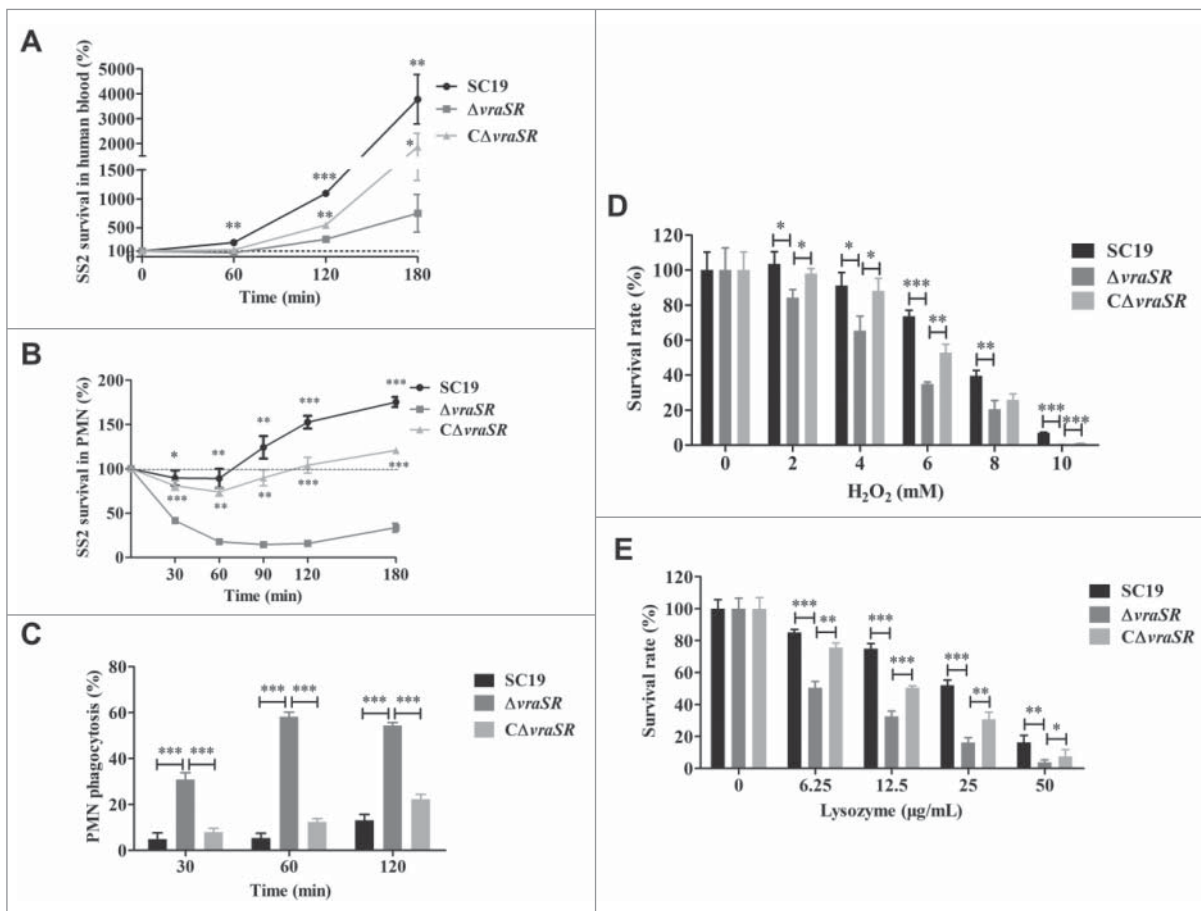 A
SS2 survival in human blood (%)
5000
4000
3000
2000
1500
1000
500
100
0
**
***
**
**
*
0 60 120 180
Time (min)
SC19
ΔvraSR
CΔvraSR
B
SS2 survival in PMN (%)
200
150
100
50
0
* ** ** *** ***
*** ** ** *** ***
30 60 90 120 180
Time (min)
SC19
ΔvraSR
CΔvraSR
C
PMN phagocytosis (%)
80
60
40
20
0
*** *** *** *** *** ***
30 60 120
Time (min)
SC19
ΔvraSR
CΔvraSR
D
Survival rate (%)
120
100
80
60
40
20
0
* * * * *** ** ** *** ***
0 2 4 6 8 10
H₂O₂ (mM)
SC19
ΔvraSR
CΔvraSR
E
Survival rate (%)
120
100
80
60
40
20
0
*** ** *** *** *** ** ** *
0 6.25 12.5 25 50
Lysozyme (µg/mL)
SC19
ΔvraSR
CΔvraSR